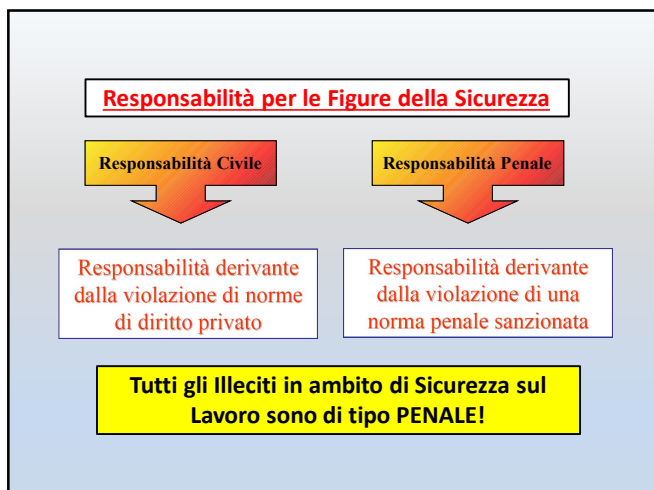 Responsabilità per le Figure della Sicurezza
Responsabilità Civile
Responsabilità Penale
Responsabilità derivante
dalla violazione di norme
di diritto privato
Responsabilità derivante
dalla violazione di una
norma penale sanzionata
Tutti gli Illeciti in ambito di Sicurezza sul
Lavoro sono di tipo PENALE!